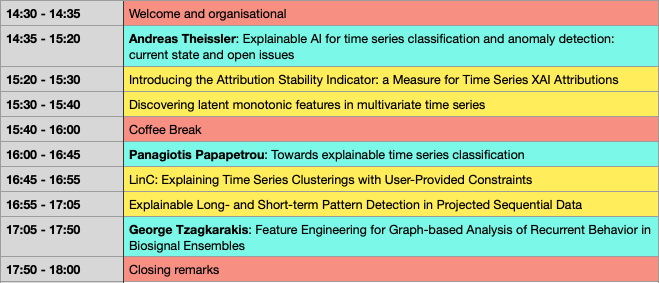 14:30 - 14:35 Welcome and organisational
14:35 - 15:20 Andreas Theissler: Explainable AI for time series classification and anomaly detection:
current state and open issues
15:20 - 15:30 Introducing the Attribution Stability Indicator: a Measure for Time Series XAI Attributions
15:30 - 15:40 Discovering latent monotonic features in multivariate time series
15:40 - 16:00 Coffee Break
16:00 - 16:45 Panagiotis Papapetrou: Towards explainable time series classification
16:45 - 16:55 LinC: Explaining Time Series Clusterings with User-Provided Constraints
16:55 - 17:05 Explainable Long- and Short-term Pattern Detection in Projected Sequential Data
17:05 - 17:50 George Tzagkarakis: Feature Engineering for Graph-based Analysis of Recurrent Behavior in
Biosignal Ensembles
17:50 - 18:00 Closing remarks